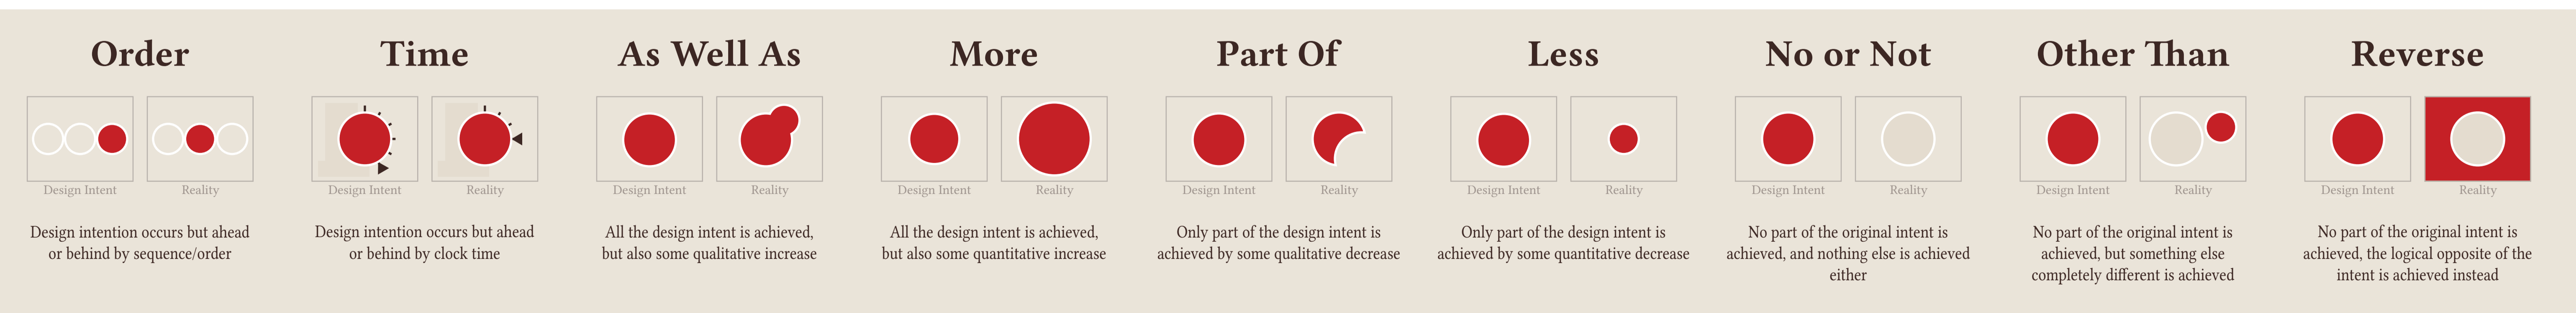 Order
Design Intent
Reality
Design intention occurs but ahead
or behind by sequence/order
Time
Design Intent
Reality
Design intention occurs but ahead
or behind by clock time
As Well As
Design Intent
Reality
All the design intent is achieved,
but also some qualitative increase
More
Design Intent
Reality
All the design intent is achieved,
but also some quantitative increase
Part Of
Design Intent
Reality
Only part of the design intent is
achieved by some qualitative decrease
Less
Design Intent
Reality
Only part of the design intent is
achieved by some quantitative decrease
No or Not
Design Intent
Reality
No part of the original intent is
achieved, and nothing else is achieved
either
Other Than
Design Intent
Reality
No part of the original intent is
achieved, but something else
completely different is achieved
Reverse
Design Intent
Reality
No part of the original intent is
achieved, the logical opposite of the
intent is achieved instead